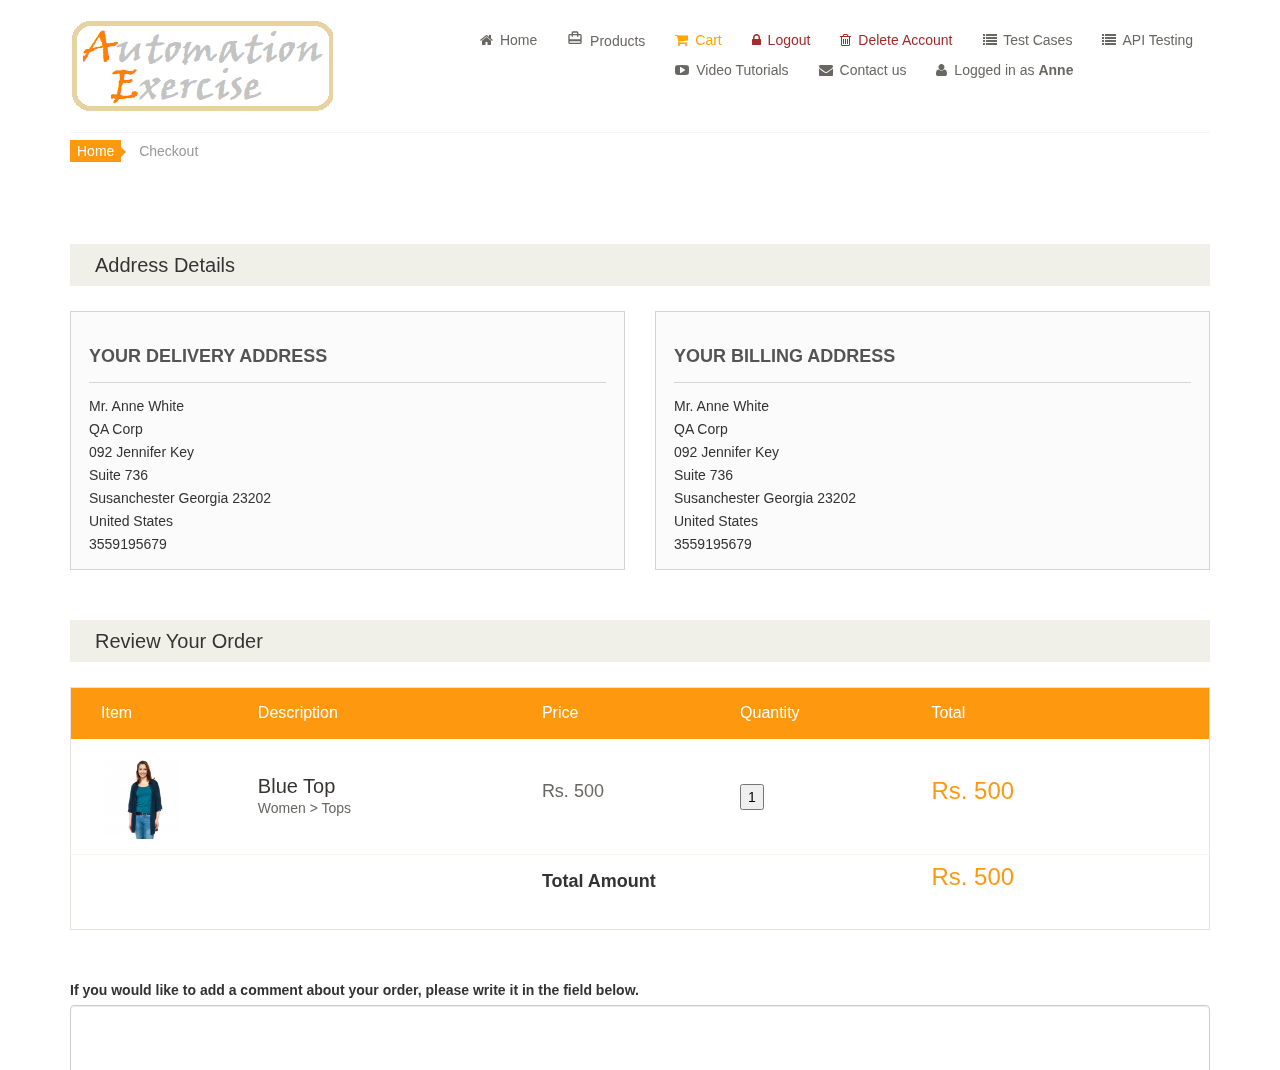 Automation
Exercise
Home
Products
Cart
Logout
Delete Account
Test Cases
API Testing
Video Tutorials
Contact us
Logged in as Anne
Home
Checkout
Address Details
YOUR DELIVERY ADDRESS
Mr. Anne White
QA Corp
092 Jennifer Key
Suite 736
Susanchester Georgia 23202
United States
3559195679
YOUR BILLING ADDRESS
Mr. Anne White
QA Corp
092 Jennifer Key
Suite 736
Susanchester Georgia 23202
United States
3559195679
Review Your Order
Item Description Price Quantity Total
Blue Top
Women > Tops
Rs. 500
1
Rs. 500
Total Amount
Rs. 500
If you would like to add a comment about your order, please write it in the field below.